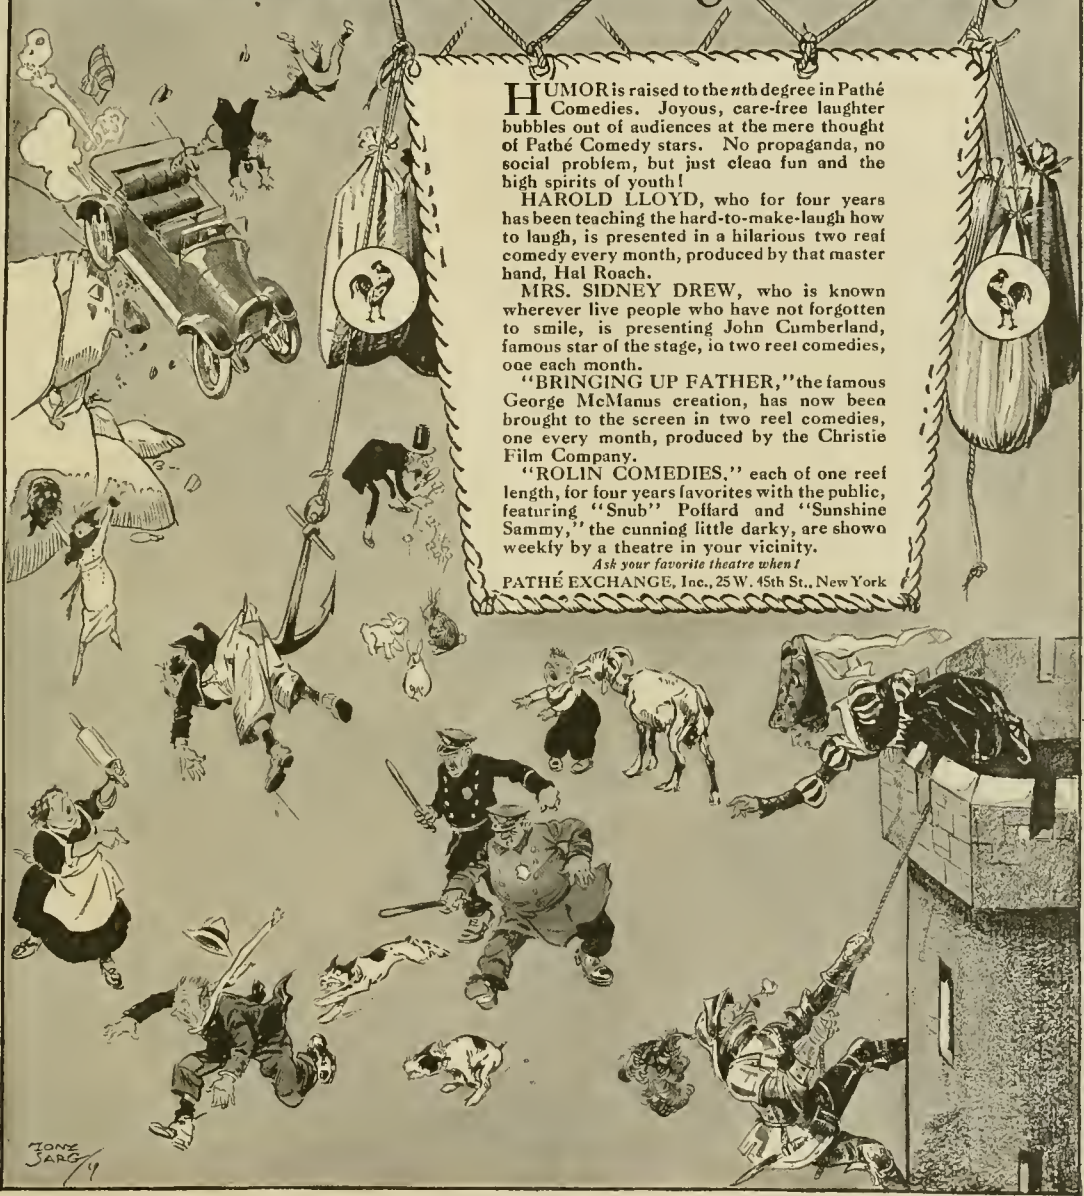 HUMOR is raised to the nth degree in Pathé
Comedies. Joyous, care-free laughter
bubbles out of audiences at the mere thought
of Pathé Comedy stars. No propaganda, no
social problem, but just clean fun and the
high spirits of youth!
HAROLD LLOYD, who for four years
has been teaching the hard-to-make-laugh how
to laugh, is presented in a hilarious two reel
comedy every month, produced by that master
hand, Hal Roach.
MRS. SIDNEY DREW, who is known
wherever live people who have not forgotten
to smile, is presenting John Cumberland,
famous star of the stage, in two reel comedies,
one each month.
"BRINGING UP FATHER," the famous
George McManus creation, has now been
brought to the screen in two reel comedies,
one every month, produced by the Christie
Film Company.
"ROLIN COMEDIES," each of one reel
length, for four years favorites with the public,
featuring "Snub" Pollard and "Sunshine
Sammy," the cunning little darky, are shown
weekly by a theatre in your vicinity.
Ask your favorite theatre when!
PATHÉ EXCHANGE, Inc., 25 W. 45th St., New York
TONY
SARG